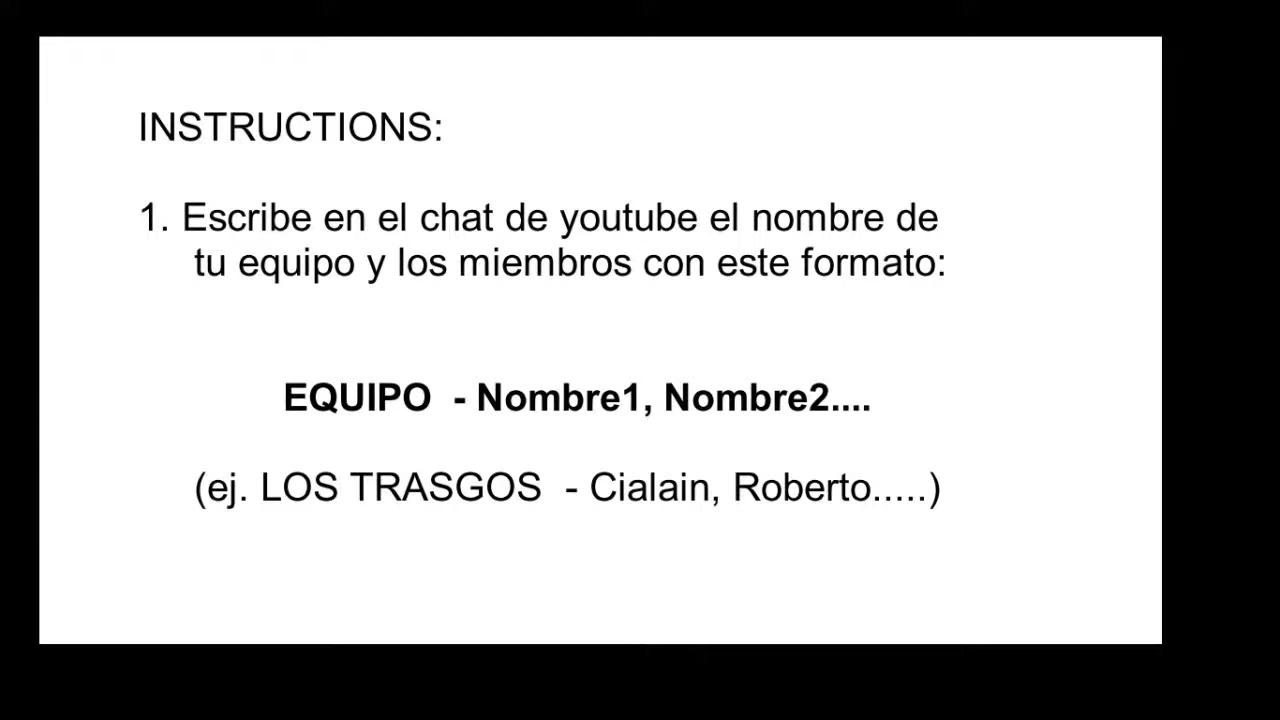 INSTRUCTIONS:
1. Escribe en el chat de youtube el nombre de
tu equipo y los miembros con este formato:
EQUIPO - Nombre1, Nombre2....
(ej. LOS TRASGOS - Cialain, Roberto.....)